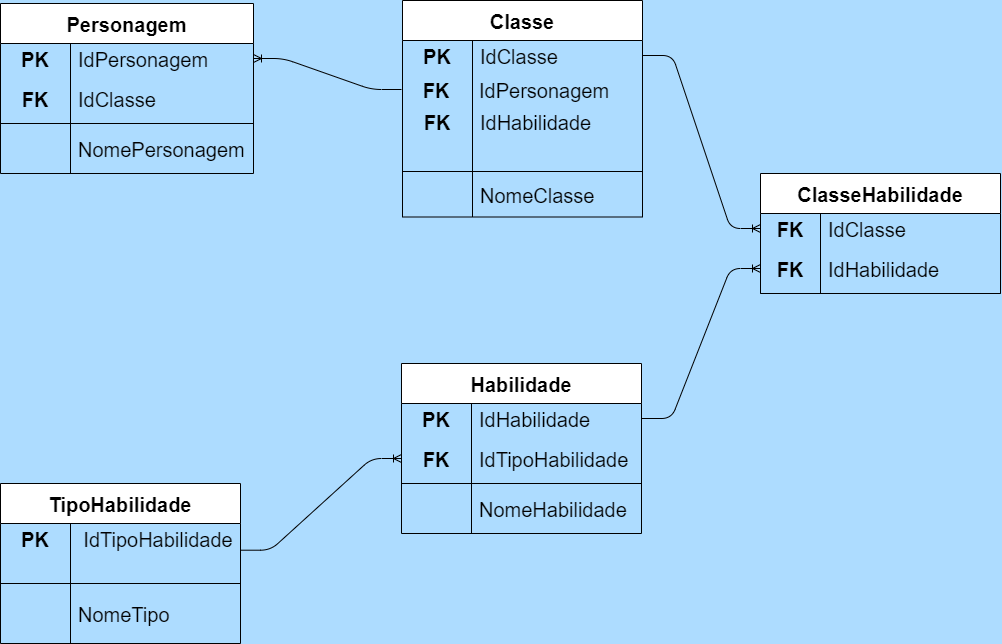 Personagem
PK IdPersonagem
FK IdClasse
NomePersonagem
Classe
PK IdClasse
FK IdPersonagem
FK IdHabilidade
NomeClasse
ClasseHabilidade
FK IdClasse
FK IdHabilidade
Habilidade
PK IdHabilidade
FK IdTipoHabilidade
NomeHabilidade
TipoHabilidade
PK IdTipoHabilidade
NomeTipo